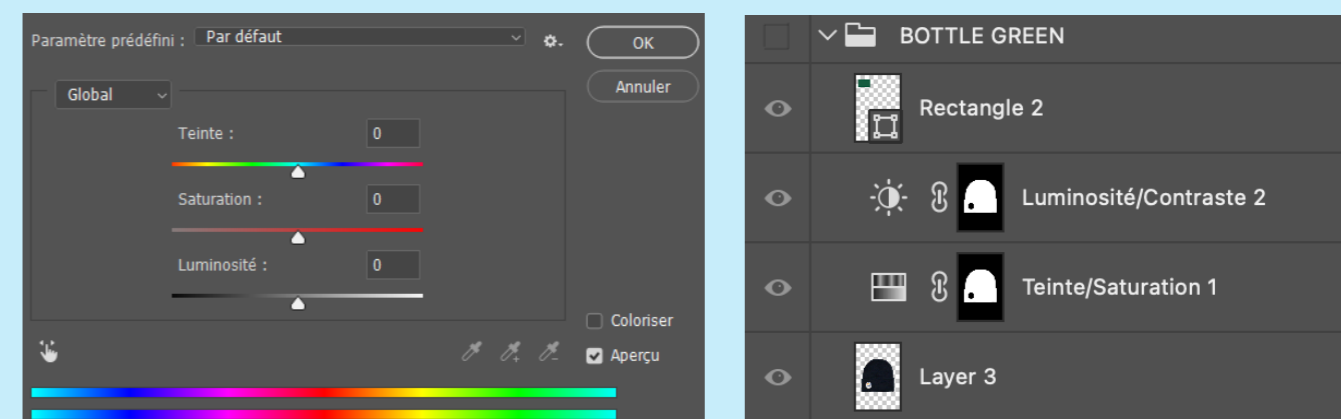 Paramètre prédéfini : Par défaut
OK
Annuler
Global
Teinte : 0
Saturation : 0
Luminosité : 0
Coloriser
Aperçu
BOTTLE GREEN
Rectangle 2
Luminosité/Contraste 2
Teinte/Saturation 1
Layer 3